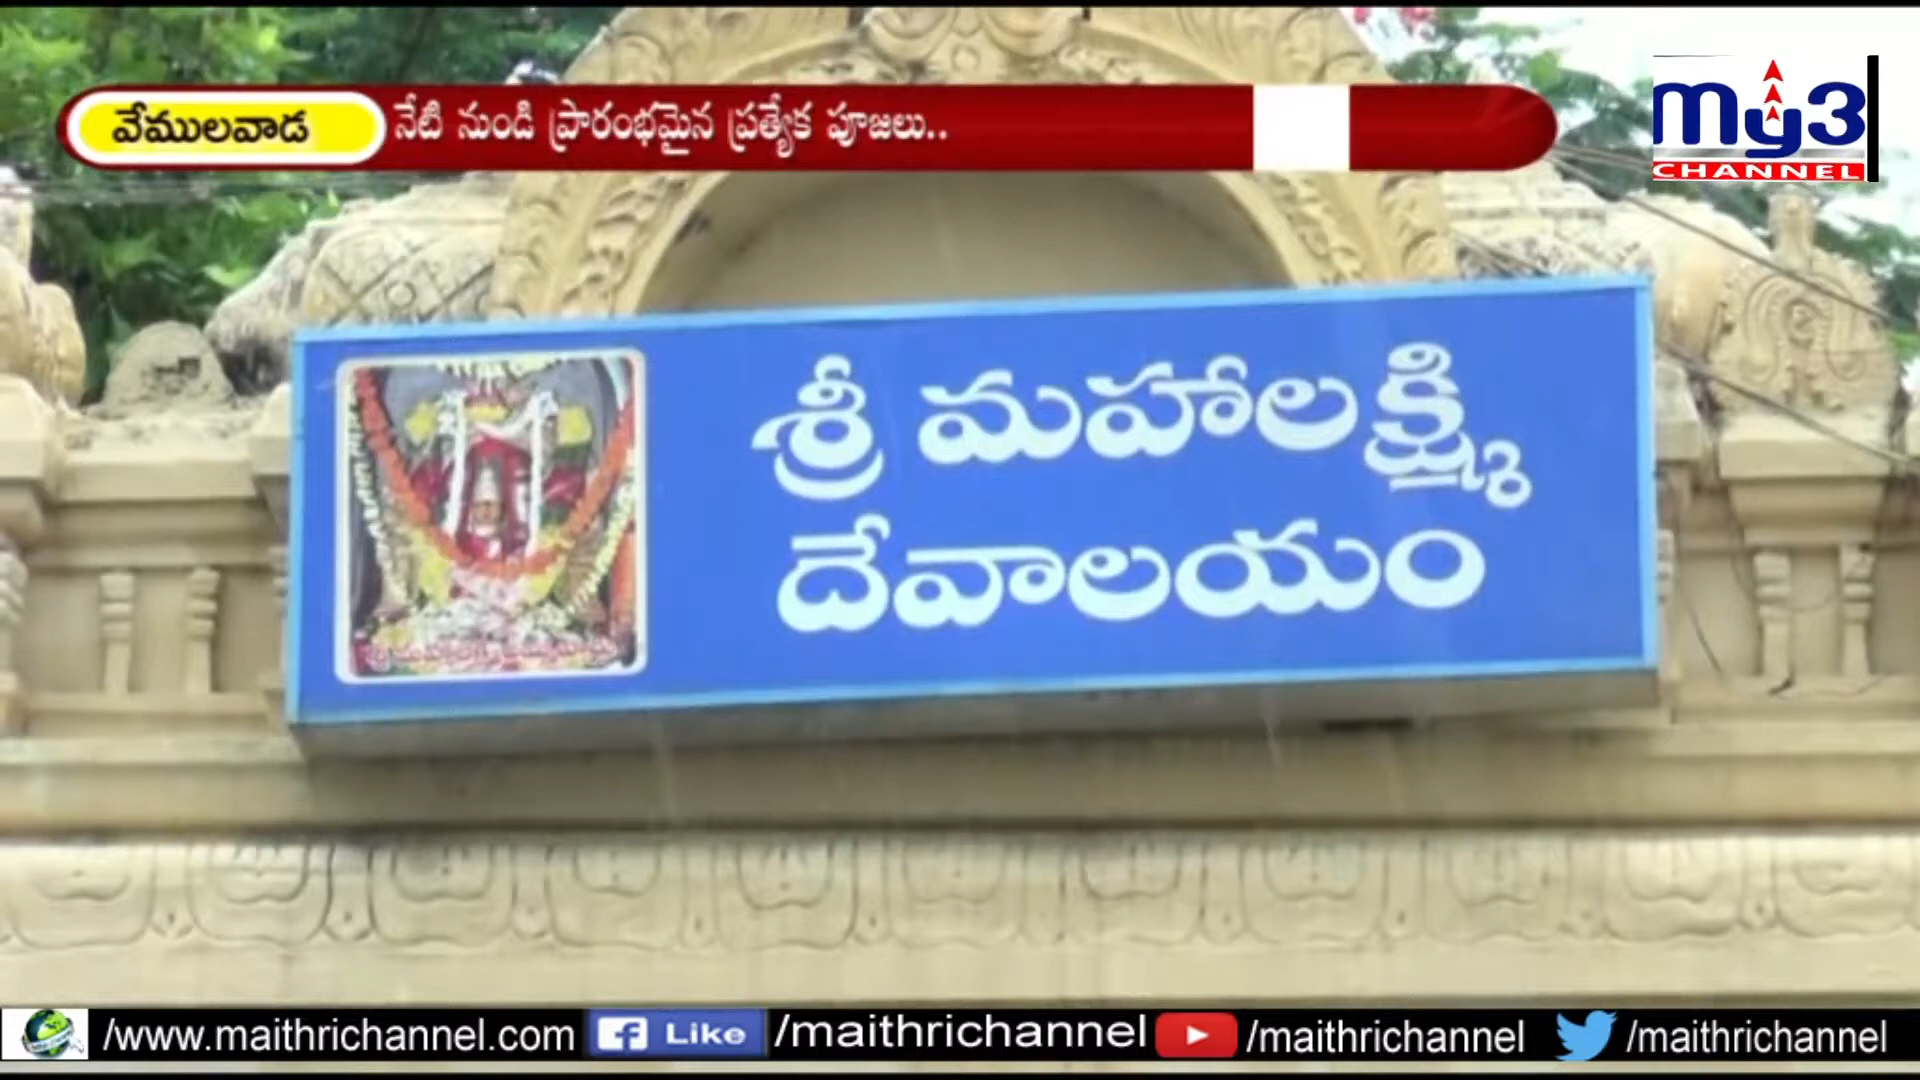 వేములవాడ నేటి నుండి ప్రారంభమైన ప్రత్యేక పూజలు..
my3
CHANNEL
శ్రీ మహాలక్ష్మి
దేవాలయం
/www.maithrichannel.com Like /maithrichannel /maithrichannel /maithrichannel